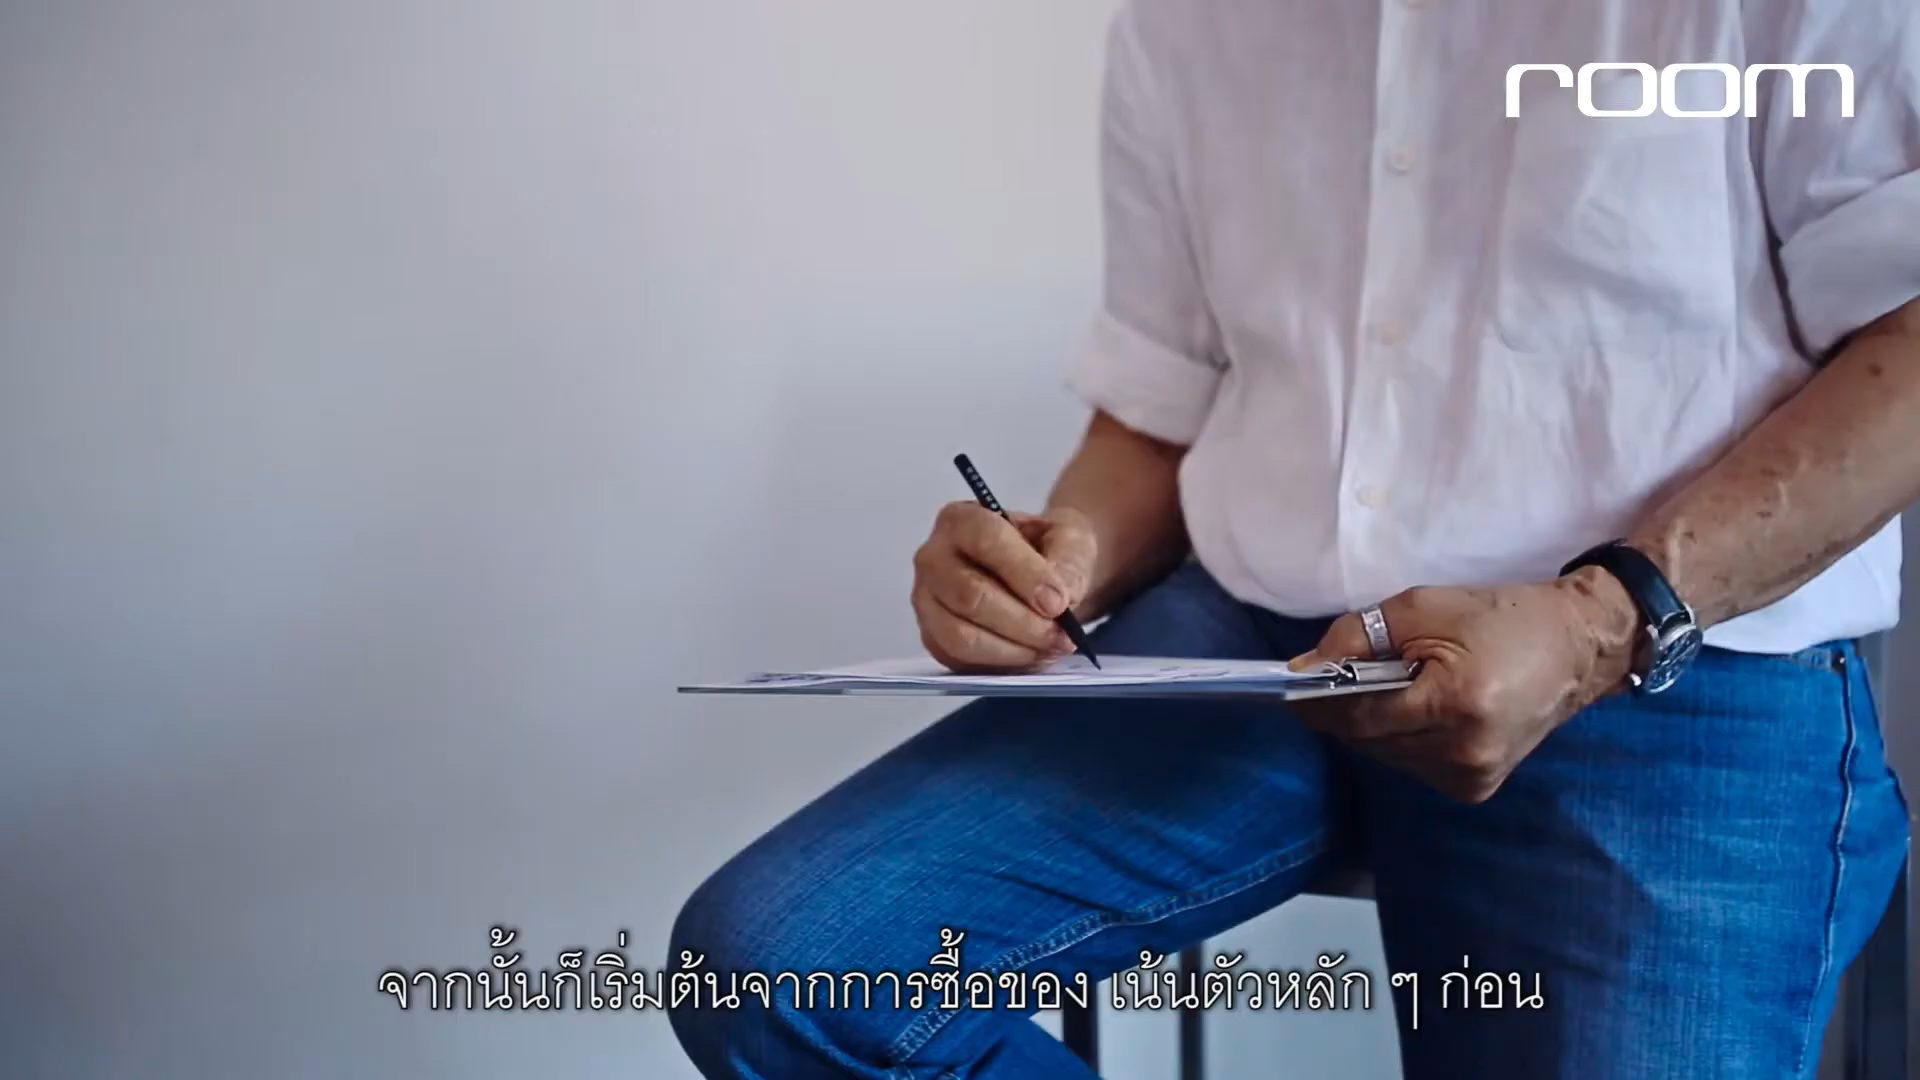 room
จากนั้นก็เริ่มต้นจากการซื้อของ เน้นตัวหลัก ๆ ก่อน